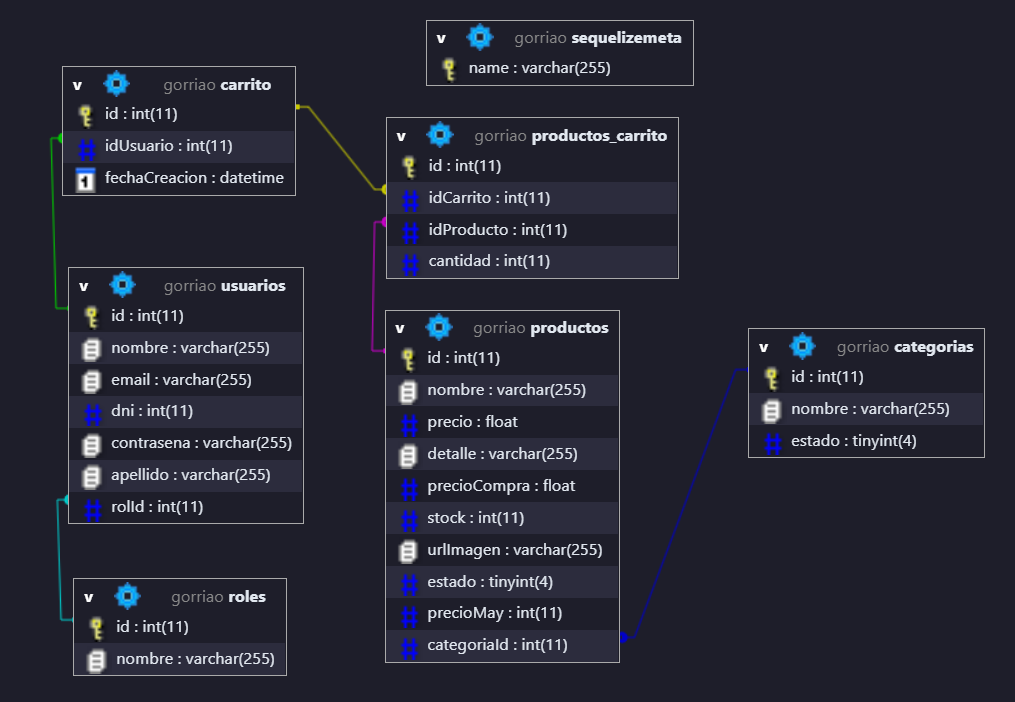 v gorriao sequelizemeta
name : varchar(255)
v gorriao carrito
id : int(11)
idUsuario : int(11)
1 fechaCreacion : datetime
v gorriao productos_carrito
id : int(11)
# idCarrito : int(11)
# idProducto : int(11)
# cantidad : int(11)
v gorriao usuarios
id : int(11)
nombre : varchar(255)
email : varchar(255)
# dni : int(11)
contrasena : varchar(255)
apellido : varchar(255)
# rolId : int(11)
v gorriao productos
id : int(11)
nombre : varchar(255)
# precio : float
detalle : varchar(255)
# precioCompra : float
# stock : int(11)
urlImagen : varchar(255)
# estado : tinyint(4)
# precioMay : int(11)
# categoriaId : int(11)
v gorriao categorias
id : int(11)
nombre : varchar(255)
# estado : tinyint(4)
v gorriao roles
id : int(11)
nombre : varchar(255)